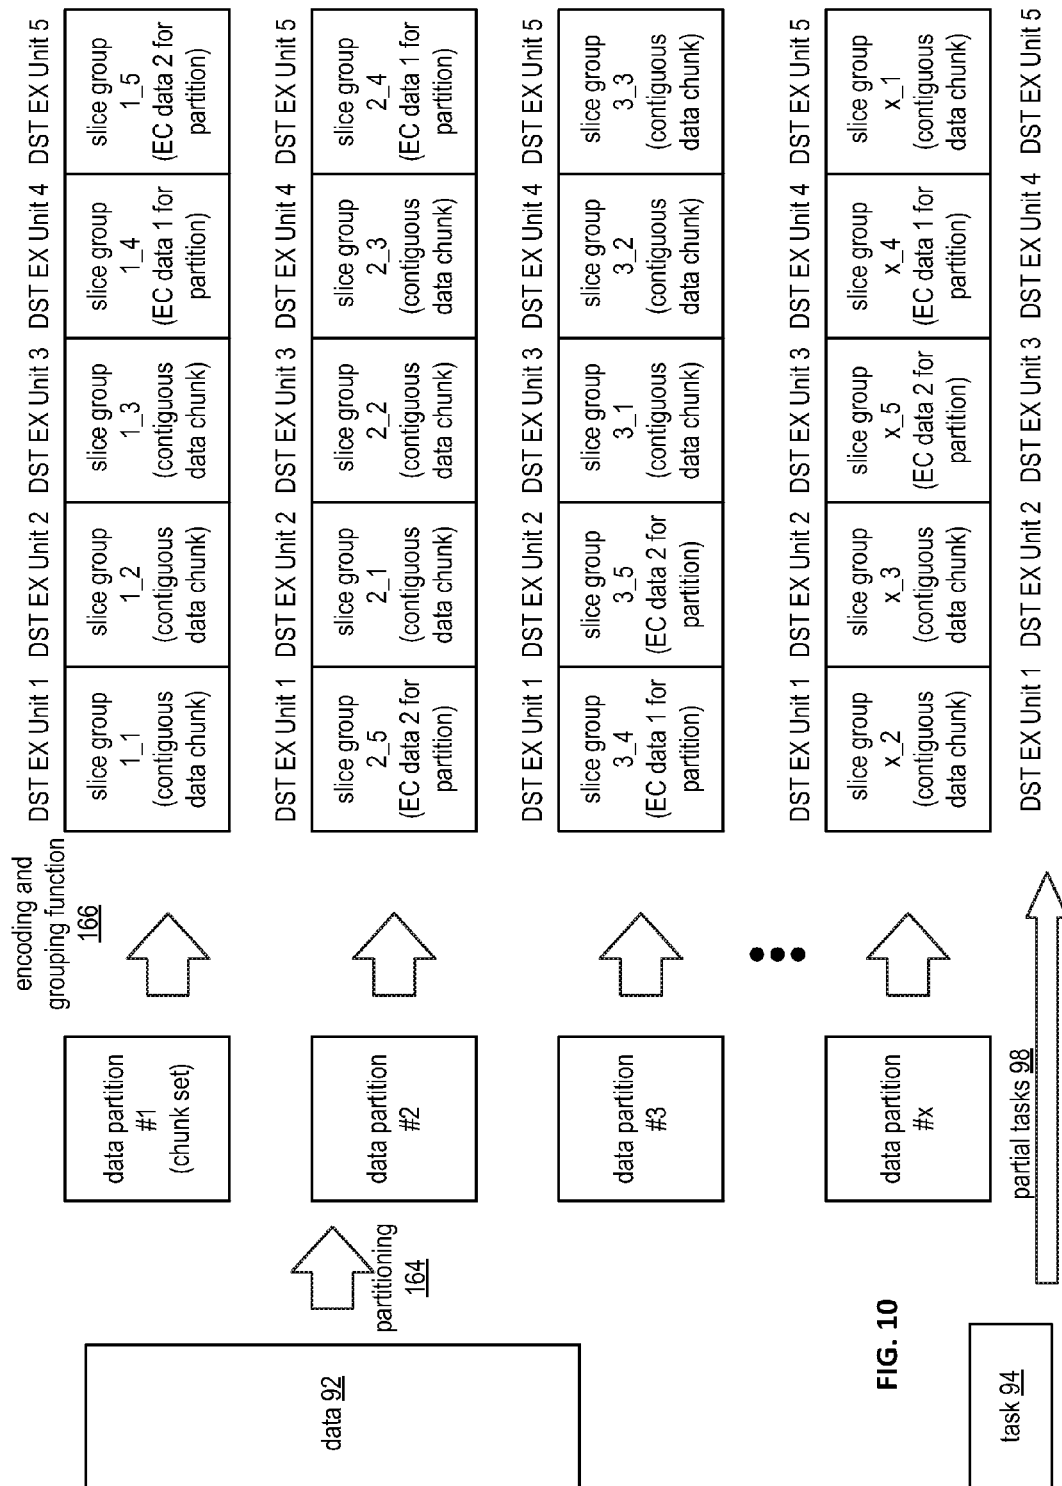 data 92
partitioning
164
data partition
#1
(chunk set)
data partition
#2
data partition
#3
data partition
#x
encoding and
grouping function
166
DST EX Unit 1
DST EX Unit 2
DST EX Unit 3
DST EX Unit 4
DST EX Unit 5
slice group
1_1
(contiguous
data chunk)
slice group
1_2
(contiguous
data chunk)
slice group
1_3
(contiguous
data chunk)
slice group
1_4
(EC data 1 for
partition)
slice group
1_5
(EC data 2 for
partition)
DST EX Unit 1
DST EX Unit 2
DST EX Unit 3
DST EX Unit 4
DST EX Unit 5
slice group
2_5
(EC data 2 for
partition)
slice group
2_1
(contiguous
data chunk)
slice group
2_2
(contiguous
data chunk)
slice group
2_3
(contiguous
data chunk)
slice group
2_4
(EC data 1 for
partition)
DST EX Unit 1
DST EX Unit 2
DST EX Unit 3
DST EX Unit 4
DST EX Unit 5
slice group
3_4
(EC data 1 for
partition)
slice group
3_5
(EC data 2 for
partition)
slice group
3_1
(contiguous
data chunk)
slice group
3_2
(contiguous
data chunk)
slice group
3_3
(contiguous
data chunk)
DST EX Unit 1
DST EX Unit 2
DST EX Unit 3
DST EX Unit 4
DST EX Unit 5
slice group
x_2
(contiguous
data chunk)
slice group
x_3
(contiguous
data chunk)
slice group
x_5
(EC data 2 for
partition)
slice group
x_4
(EC data 1 for
partition)
slice group
x_1
(contiguous
data chunk)
FIG. 10
task 94
partial tasks 98
DST EX Unit 1
DST EX Unit 2
DST EX Unit 3
DST EX Unit 4
DST EX Unit 5